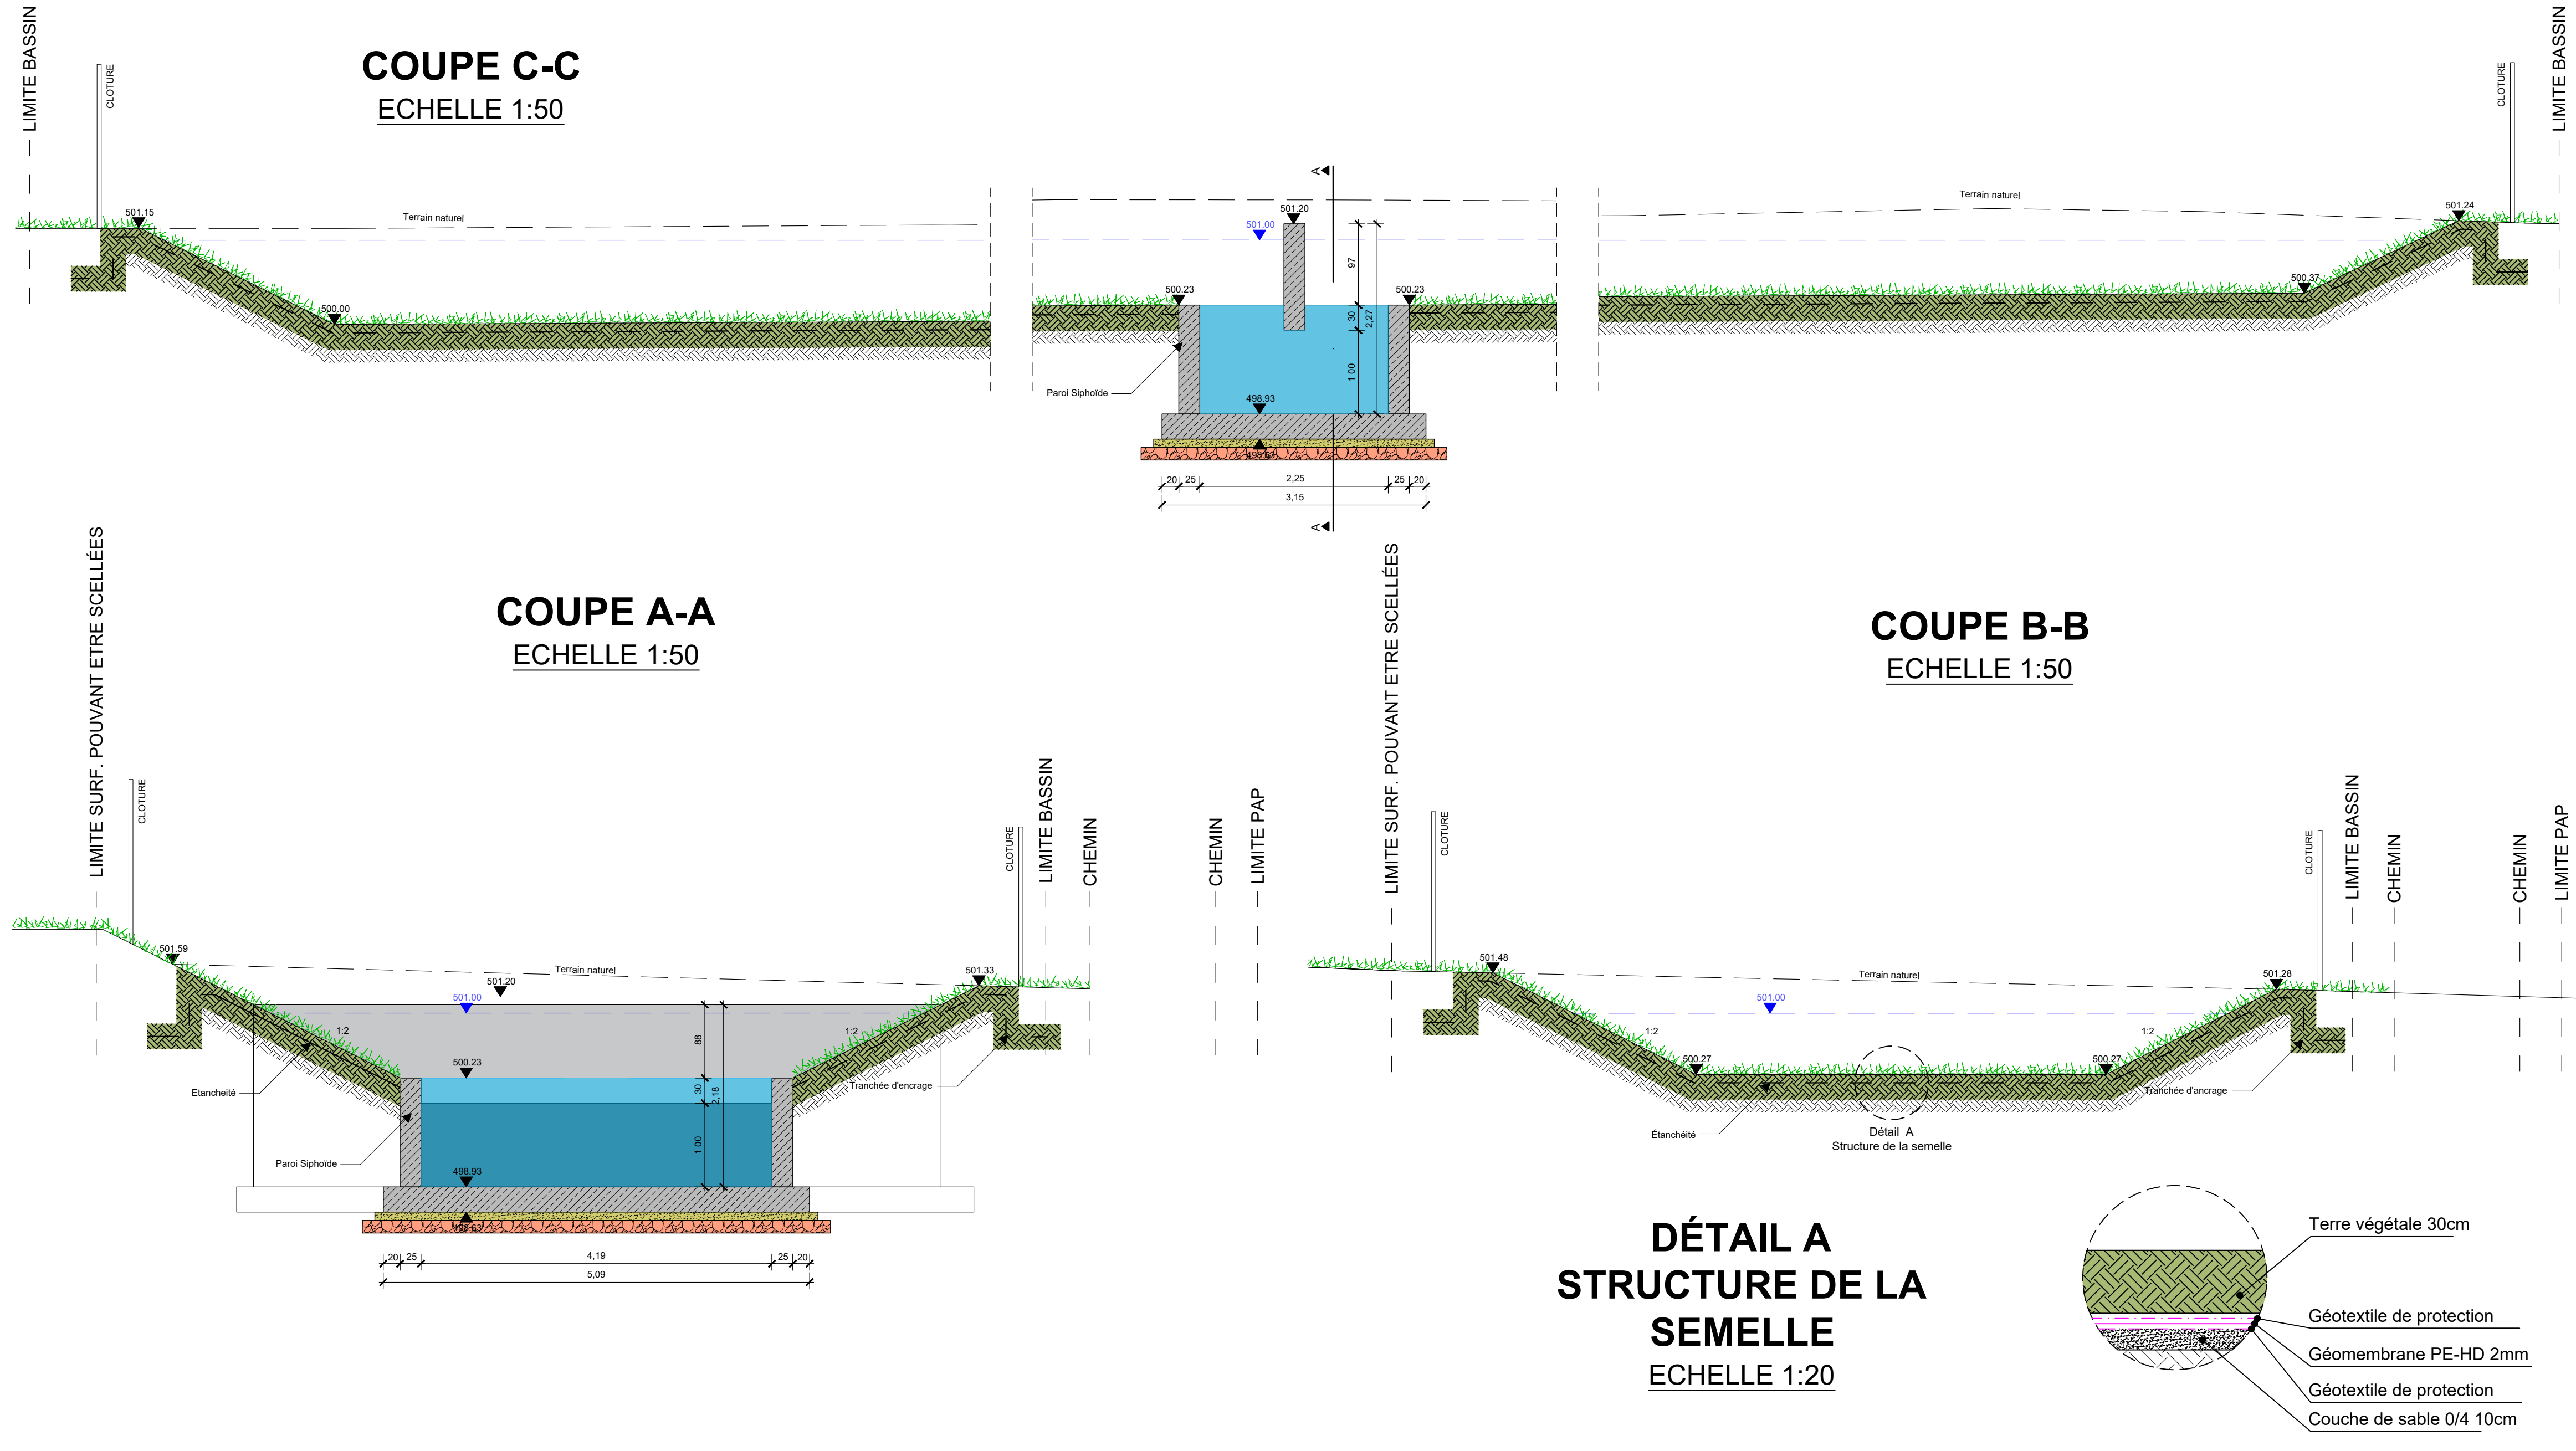 LIMITE BASSIN
CLOTURE
COUPE C-C
ECHELLE 1:50
CLOTURE
LIMITE BASSIN
501.15
Terrain naturel
A
501.20
501.00
Terrain naturel
501.24
500.00
500.23
500.23
500.37
97
30
2,27
1 00
Paroi Siphoïde
498.93
498.63
20
25
2,25
25
20
3,15
A
LIMITE SURF. POUVANT ETRE SCELLÉES
COUPE A-A
ECHELLE 1:50
CLOTURE
CLOTURE
LIMITE BASSIN
CHEMIN
CHEMIN
LIMITE PAP
501.59
Terrain naturel
501.20
501.00
501.33
1:2
1:2
88
500.23
30
2,18
1 00
Etancheité
Tranchée d'encrage
Paroi Siphoïde
498.93
498.63
20
25
4,19
25
20
5,09
LIMITE SURF. POUVANT ETRE SCELLÉES
COUPE B-B
ECHELLE 1:50
CLOTURE
CLOTURE
LIMITE BASSIN
CHEMIN
CHEMIN
LIMITE PAP
501.48
Terrain naturel
501.28
501.00
1:2
1:2
500.27
500.27
Tranchée d'ancrage
Étanchéité
Détail A
Structure de la semelle
DÉTAIL A
STRUCTURE DE LA
SEMELLE
ECHELLE 1:20
Terre végétale 30cm
Géotextile de protection
Géomembrane PE-HD 2mm
Géotextile de protection
Couche de sable 0/4 10cm